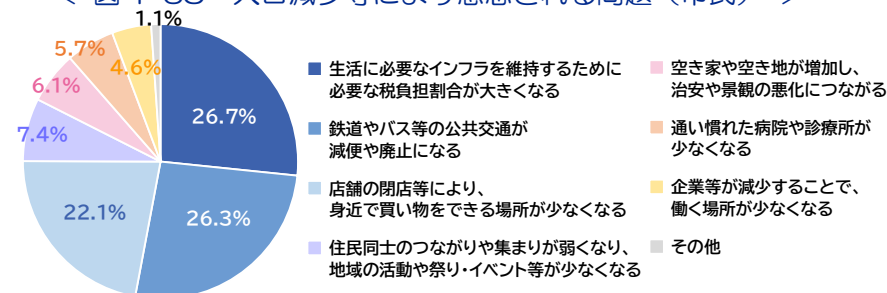 1.1%
5.7%
4.6%
6.1%
7.4%
26.7%
22.1%
26.3%
生活に必要なインフラを維持するために
必要な税負担割合が大きくなる
鉄道やバス等の公共交通が
減便や廃止になる
店舗の閉店等により、
身近で買い物をできる場所が少なくなる
住民同士のつながりや集まりが弱くなり、
地域の活動や祭り・イベント等が少なくなる
空き家や空き地が増加し、
治安や景観の悪化につながる
通い慣れた病院や診療所が
少なくなる
企業等が減少することで、
働く場所が少なくなる
その他